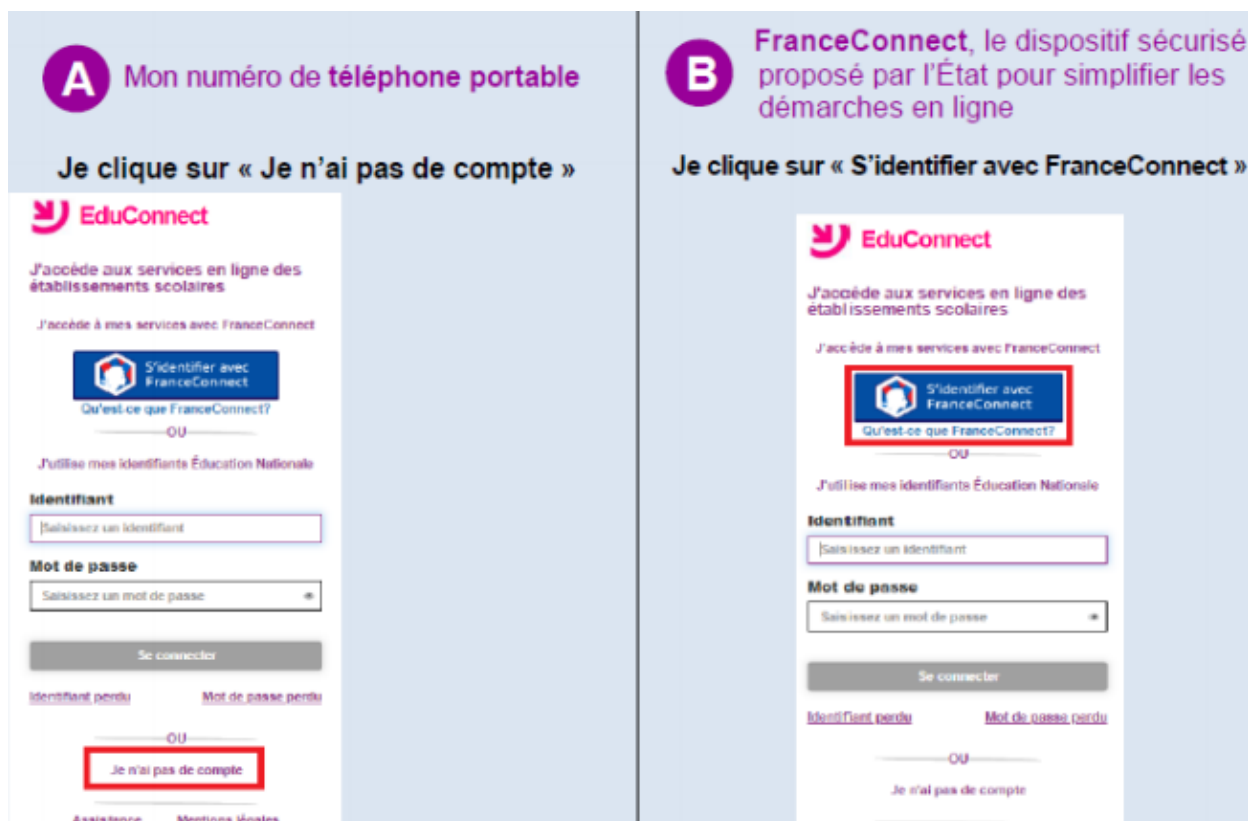 A
Mon numéro de téléphone portable
Je clique sur « Je n'ai pas de compte »
EduConnect
J'accède aux services en ligne des
établissements scolaires
J'accède à mes services avec FranceConnect
S'identifier avec
FranceConnect
Qu'est-ce que FranceConnect?
OU
J'utilise mes identifiants Éducation Nationale
Identifiant
Saisissez un identifiant
Mot de passe
Saisissez un mot de passe
Se connecter
Identifiant perdu Mot de passe perdu
OU
Je n'ai pas de compte
Assistance Mentions légales
B
FranceConnect, le dispositif sécurisé
proposé par l'État pour simplifier les
démarches en ligne
Je clique sur « S'identifier avec FranceConnect »
EduConnect
J'accède aux services en ligne des
établissements scolaires
J'accède à mes services avec FranceConnect
S'identifier avec
FranceConnect
Qu'est-ce que FranceConnect?
OU
J'utilise mes identifiants Éducation Nationale
Identifiant
Saisissez un identifiant
Mot de passe
Saisissez un mot de passe
Se connecter
Identifiant perdu Mot de passe perdu
OU
Je n'ai pas de compte